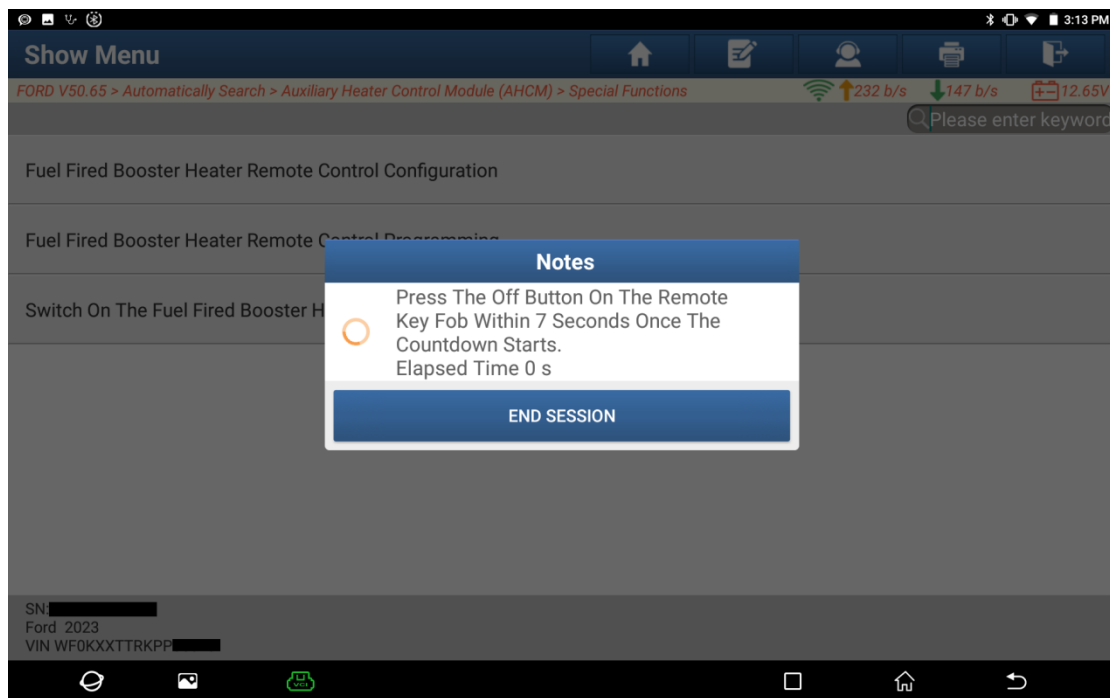 3:13 PM
Show Menu
FORD V50.65 > Automatically Search > Auxiliary Heater Control Module (AHCM) > Special Functions
232 b/s
147 b/s
12.65V
Please enter keyword
Fuel Fired Booster Heater Remote Control Configuration
Fuel Fired Booster Heater Remote Control Programming
Switch On The Fuel Fired Booster H
Notes
Press The Off Button On The Remote
Key Fob Within 7 Seconds Once The
Countdown Starts.
Elapsed Time 0 s
END SESSION
SN:
Ford 2023
VIN WF0KXXTTRKPP
VCI